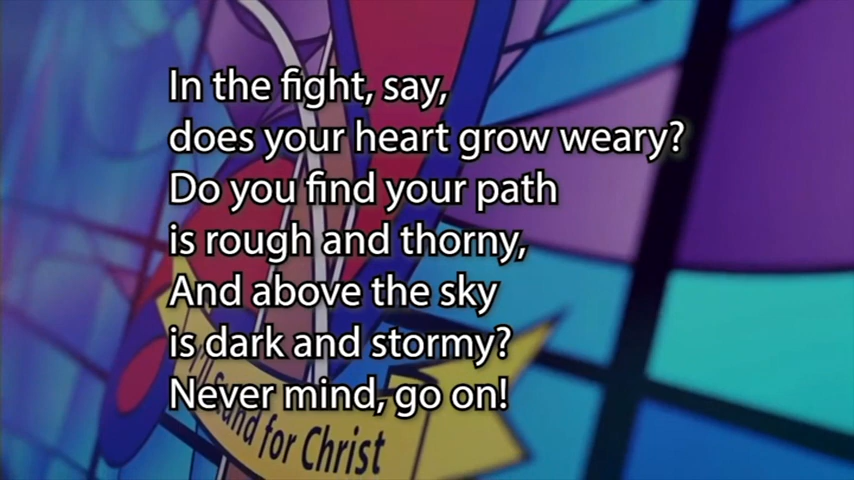 In the fight, say,
does your heart grow weary?
Do you find your path
is rough and thorny,
And above the sky
is dark and stormy?
Never mind, go on!
Stand for Christ